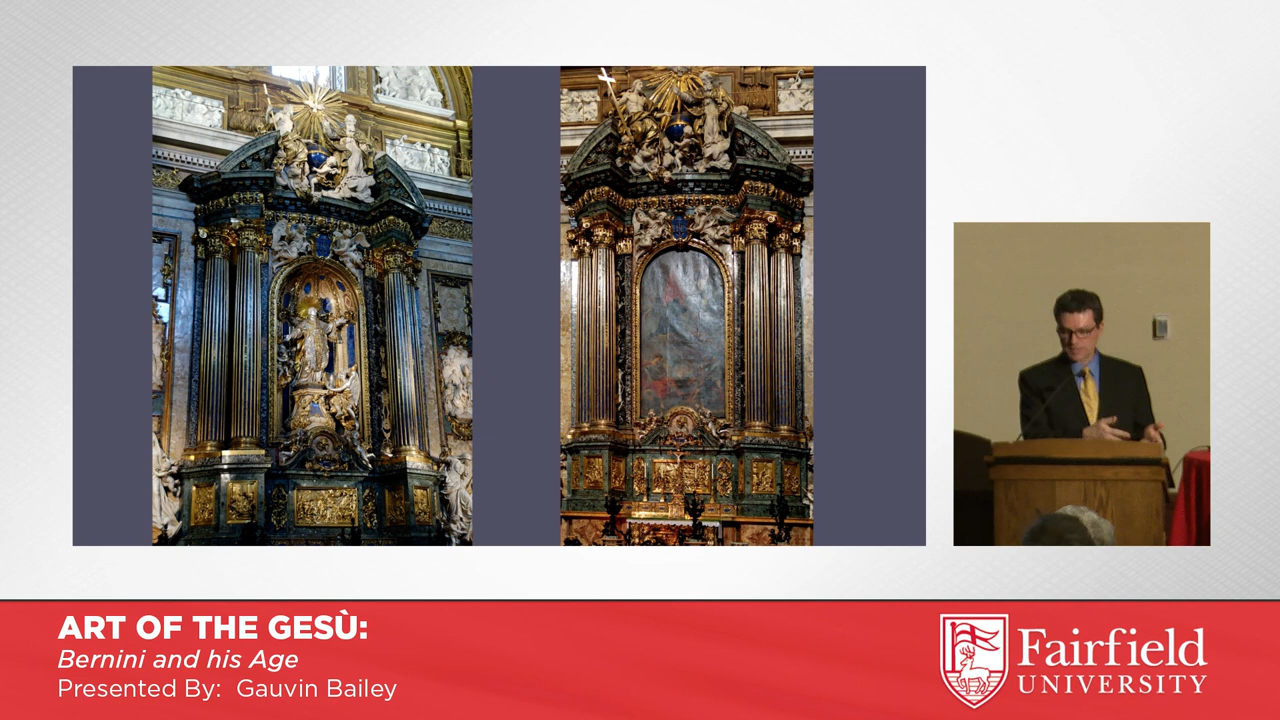 ART OF THE GESÙ:
Bernini and his Age
Presented By: Gauvin Bailey
Fairfield
UNIVERSITY